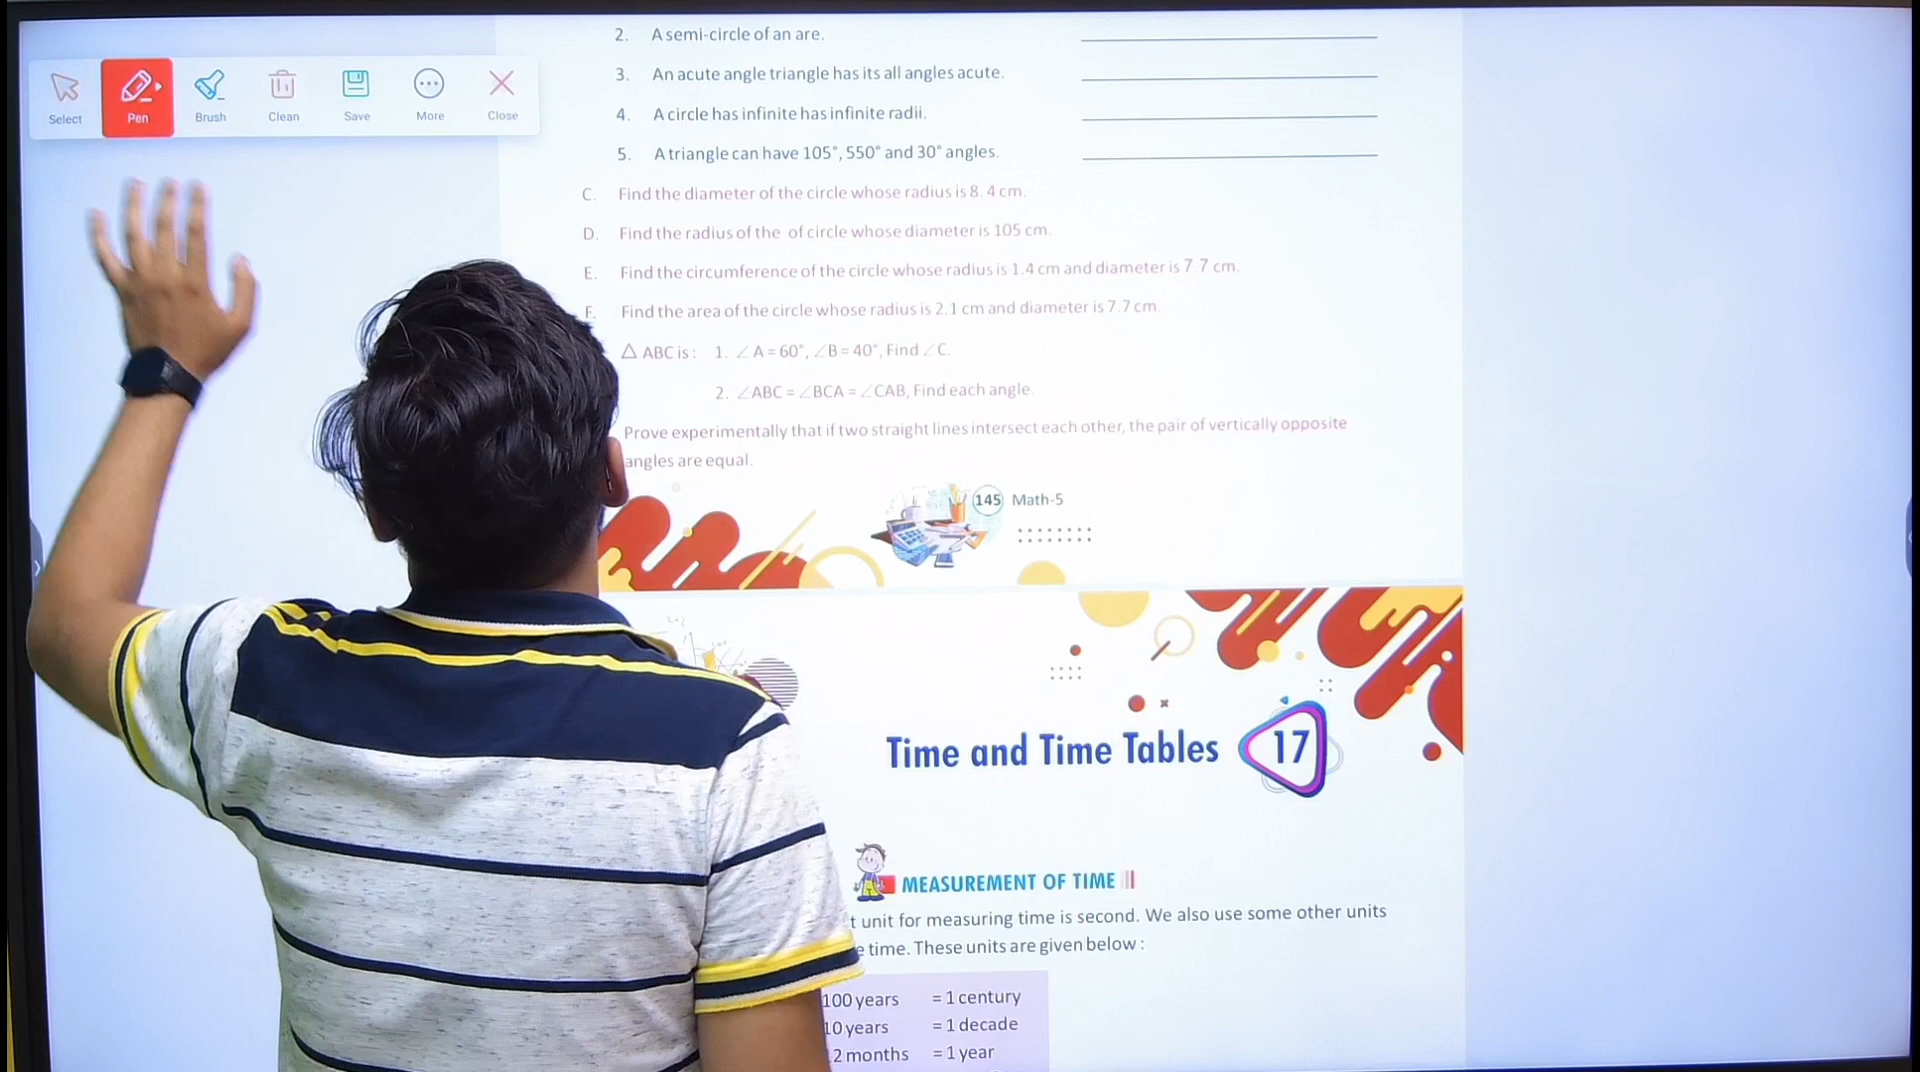 Select
Pen
Brush
Clean
Save
More
Close
2. A semi-circle of an are.
3. An acute angle triangle has its all angles acute.
4. A circle has infinite has infinite radii.
5. A triangle can have 105°, 550° and 30° angles.
C. Find the diameter of the circle whose radius is 8. 4 cm.
D. Find the radius of the of circle whose diameter is 105 cm.
E. Find the circumference of the circle whose radius is 1.4 cm and diameter is 7.7 cm.
F. Find the area of the circle whose radius is 2.1 cm and diameter is 7.7 cm.
△ ABC is : 1. ∠A = 60°, ∠B = 40°, Find ∠C.
2. ∠ABC = ∠BCA = ∠CAB, Find each angle.
Prove experimentally that if two straight lines intersect each other, the pair of vertically opposite
angles are equal.
145 Math-5
Time and Time Tables 17
MEASUREMENT OF TIME
unit for measuring time is second. We also use some other units
time. These units are given below :
100 years = 1 century
10 years = 1 decade
2 months = 1 year